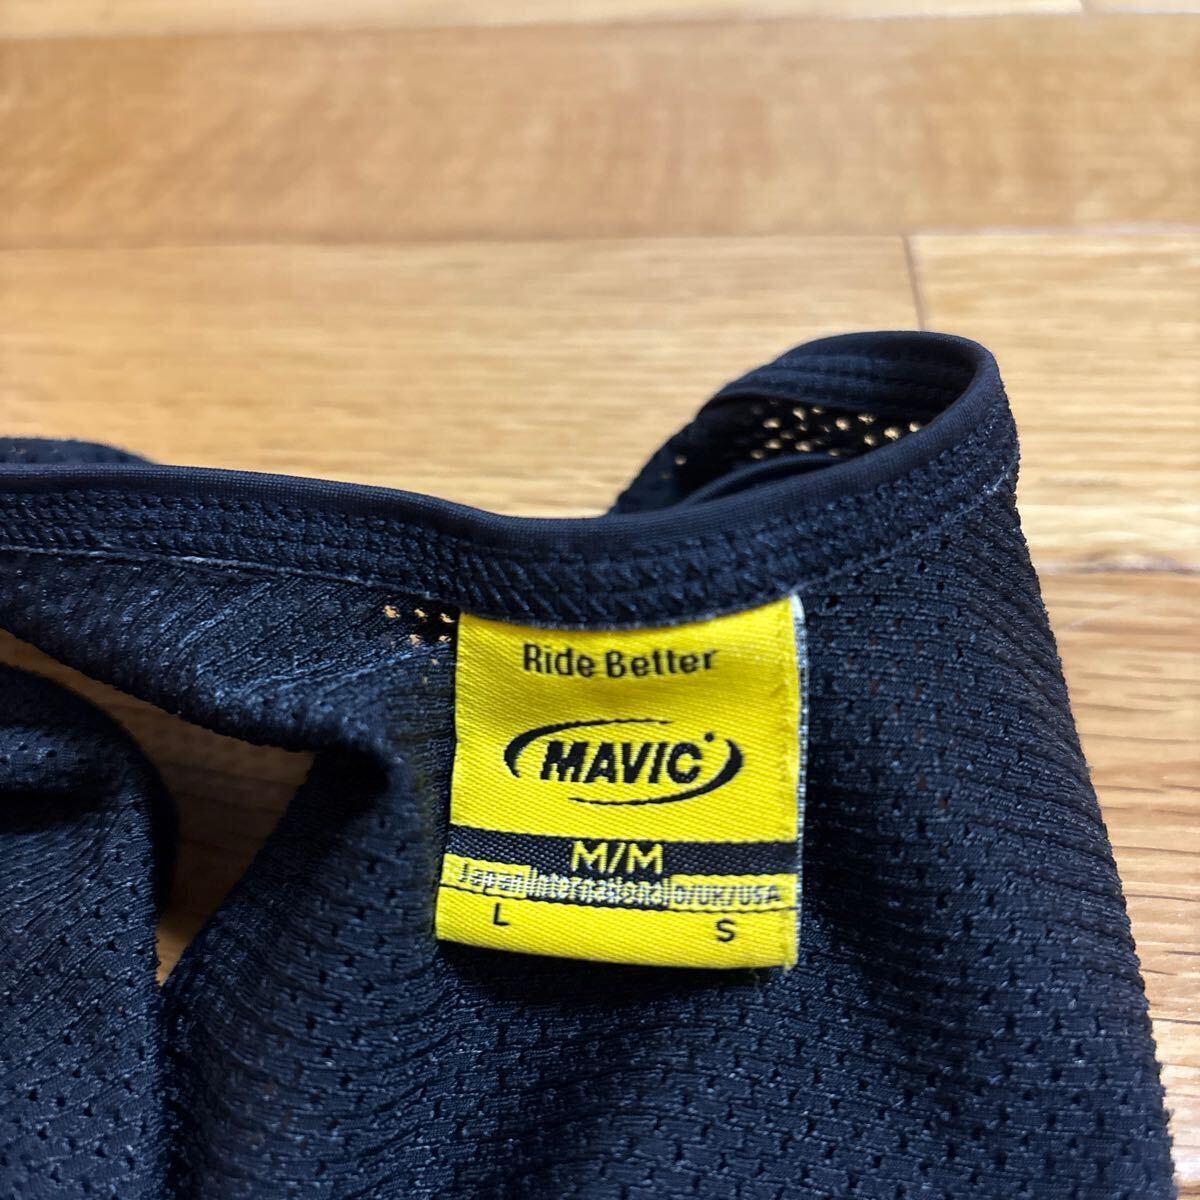 Ride Better
MAVIC
M/M
Japan International D/UK/USA
L S